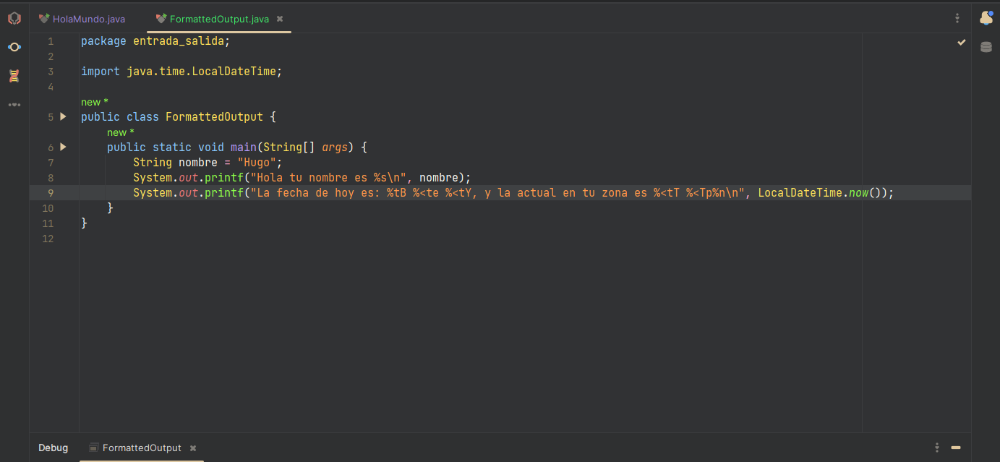 HolaMundo.java
FormattedOutput.java
1 package entrada_salida;
2
3 import java.time.LocalDateTime;
4
new *
5 public class FormattedOutput {
new *
6 public static void main(String[] args) {
7 String nombre = "Hugo";
8 System.out.printf("Hola tu nombre es %s\n", nombre);
9 System.out.printf("La fecha de hoy es: %tB %<te %<tY, y la actual en tu zona es %<tT %<Tp%n\n", LocalDateTime.now());
10 }
11 }
12
Debug FormattedOutput